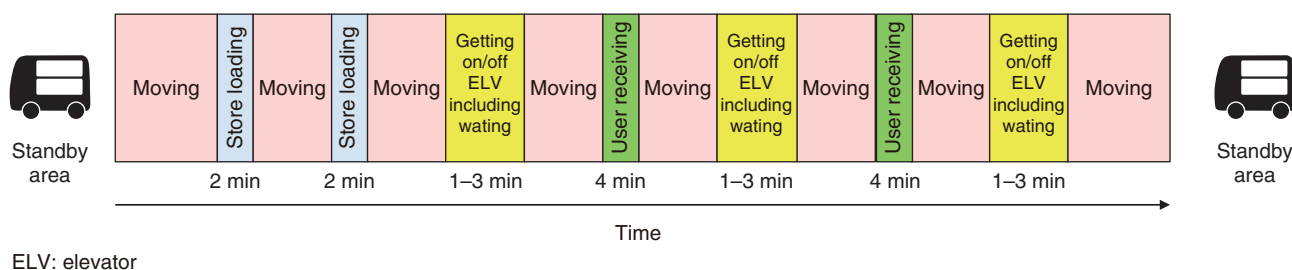 Standby
area
Moving
Store loading
Moving
Store loading
Moving
Getting
on/off
ELV
including
wating
Moving
User receiving
Moving
Getting
on/off
ELV
including
wating
Moving
User receiving
Moving
Getting
on/off
ELV
including
wating
Moving
Standby
area
2 min
2 min
1–3 min
4 min
1–3 min
4 min
1–3 min
Time
ELV: elevator